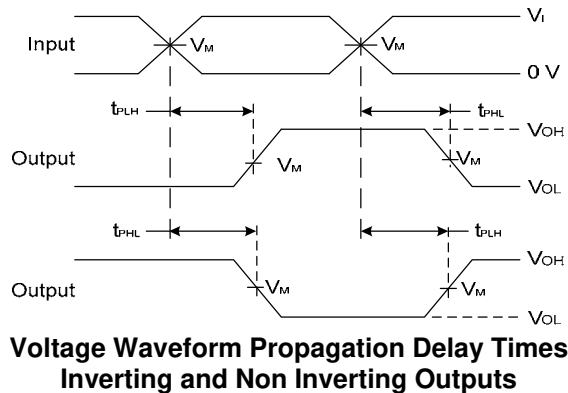 Vı
Input
VM
VM
0 V
tPLH
tPHL
VOH
Output
VM
VM
VOL
tPHL
tPLH
VOH
Output
VM
VM
VOL
Voltage Waveform Propagation Delay Times
Inverting and Non Inverting Outputs